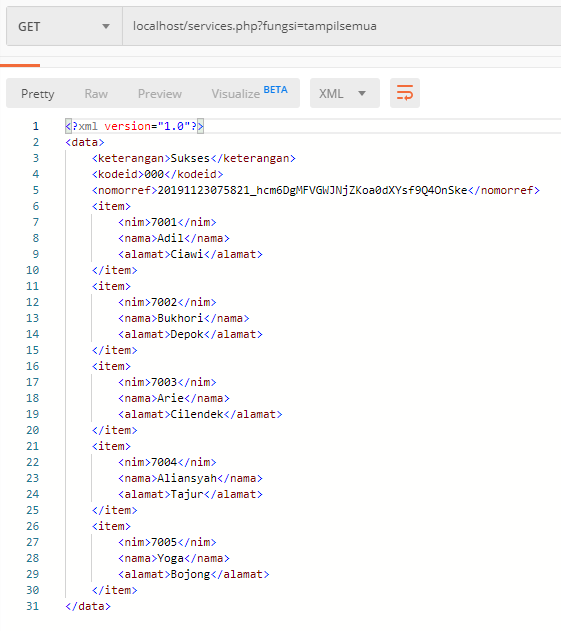 GET localhost/services.php?fungsi=tampilsemua
Pretty Raw Preview Visualize BETA XML
1 <?xml version="1.0"?>
2 <data>
3 <keterangan>Sukses</keterangan>
4 <kodeid>000</kodeid>
5 <nomorref>20191123075821_hcm6DgMFVGWJNjZKoa0dXYsf9Q4OnSke</nomorref>
6 <item>
7 <nim>7001</nim>
8 <nama>Adil</nama>
9 <alamat>Ciawi</alamat>
10 </item>
11 <item>
12 <nim>7002</nim>
13 <nama>Bukhori</nama>
14 <alamat>Depok</alamat>
15 </item>
16 <item>
17 <nim>7003</nim>
18 <nama>Arie</nama>
19 <alamat>Cilendek</alamat>
20 </item>
21 <item>
22 <nim>7004</nim>
23 <nama>Aliansyah</nama>
24 <alamat>Tajur</alamat>
25 </item>
26 <item>
27 <nim>7005</nim>
28 <nama>Yoga</nama>
29 <alamat>Bojong</alamat>
30 </item>
31 </data>